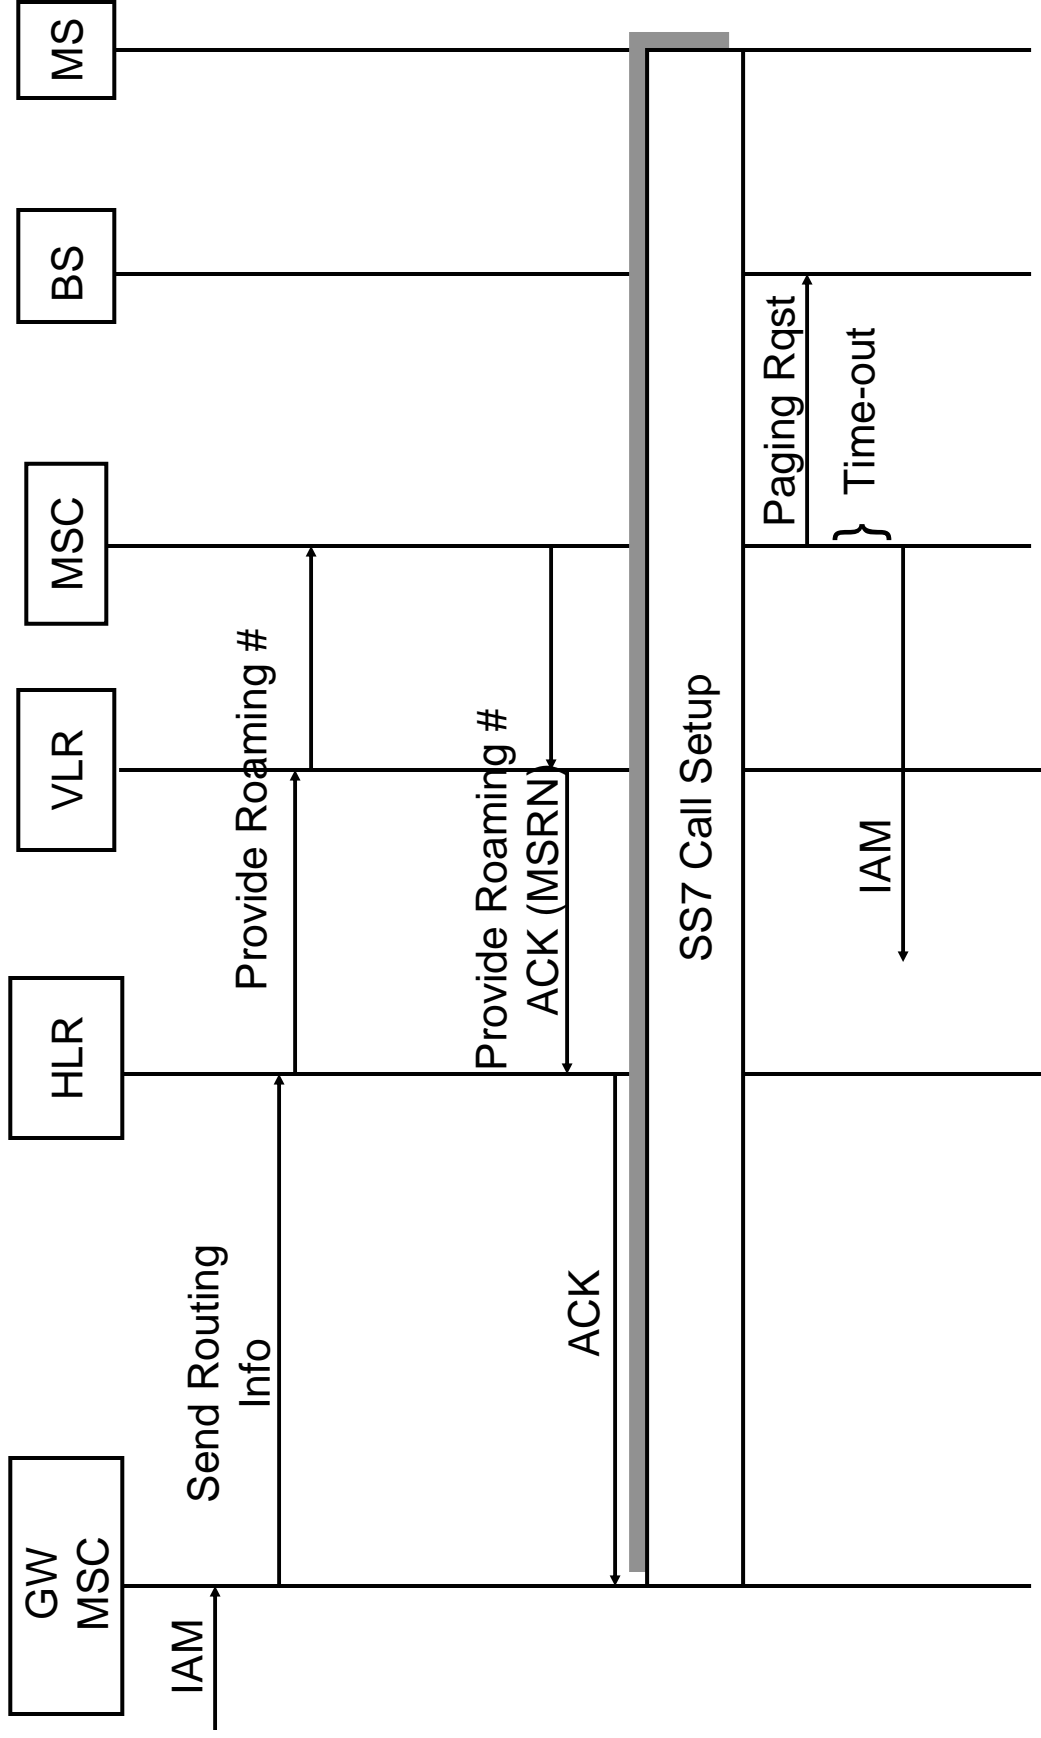 GW
MSC
HLR
VLR
MSC
BS
MS
IAM
Send Routing
Info
Provide Roaming #
Provide Roaming #
ACK (MSRN)
ACK
SS7 Call Setup
Paging Rqst
Time-out
IAM